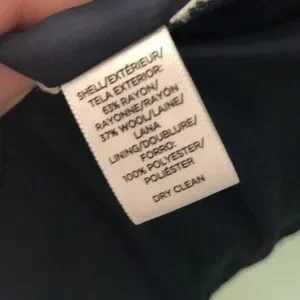 SHELL/EXTÉRIEUR/
TELA EXTERIOR:
63% RAYON/
RAYONNE/RAYÓN
37% WOOL/LAINE/
LANA
LINING/DOUBLURE/
FORRO:
100% POLYESTER/
POLIÉSTER
DRY CLEAN